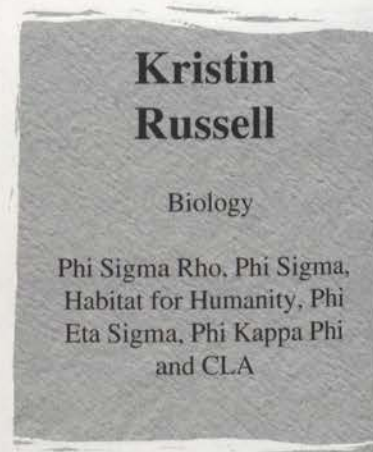 Kristin
Russell
Biology
Phi Sigma Rho, Phi Sigma,
Habitat for Humanity, Phi
Eta Sigma, Phi Kappa Phi
and CLA